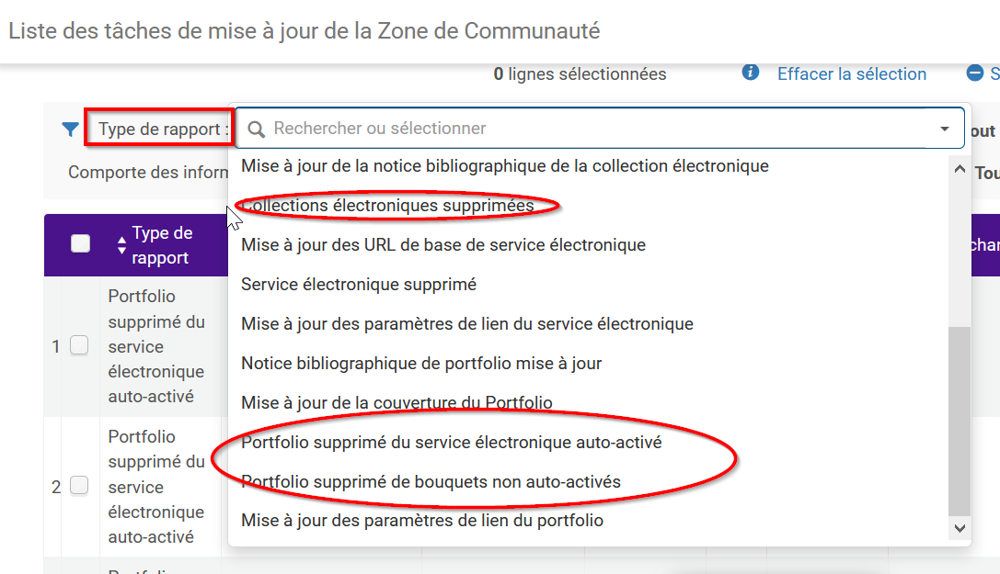 Liste des tâches de mise à jour de la Zone de Communauté
0 lignes sélectionnées
Effacer la sélection
S
Type de rapport :
Rechercher ou sélectionner
out
Comporte des inform
Tou
Mise à jour de la notice bibliographique de la collection électronique
Collections électroniques supprimées
Mise à jour des URL de base de service électronique
Service électronique supprimé
Mise à jour des paramètres de lien du service électronique
Notice bibliographique de portfolio mise à jour
Mise à jour de la couverture du Portfolio
Portfolio supprimé du service électronique auto-activé
Portfolio supprimé de bouquets non auto-activés
Mise à jour des paramètres de lien du portfolio
Type de
rapport
char
1
Portfolio
supprimé du
service
électronique
auto-activé
2
Portfolio
supprimé du
service
électronique
auto-activé